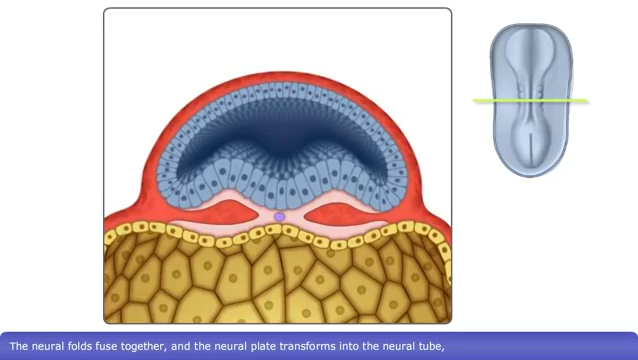 The neural folds fuse together, and the neural plate transforms into the neural tube,